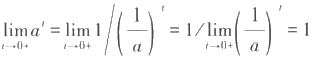 lim_{t→0+} a^t = lim_{t→0+} 1 / (1/a)^t = 1 / lim_{t→0+} (1/a)^t = 1